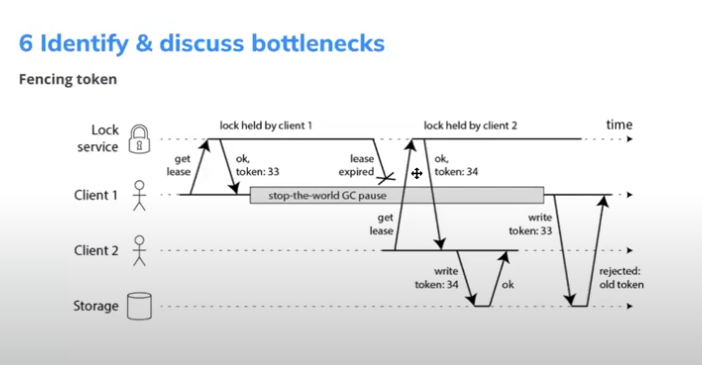 6 Identify & discuss bottlenecks
Fencing token
lock held by client 1
lock held by client 2
time
Lock
service
get
lease
ok,
token: 33
lease
expired
ok,
token: 34
Client 1
stop-the-world GC pause
get
lease
write
token: 33
Client 2
write
token: 34
ok
rejected:
old token
Storage